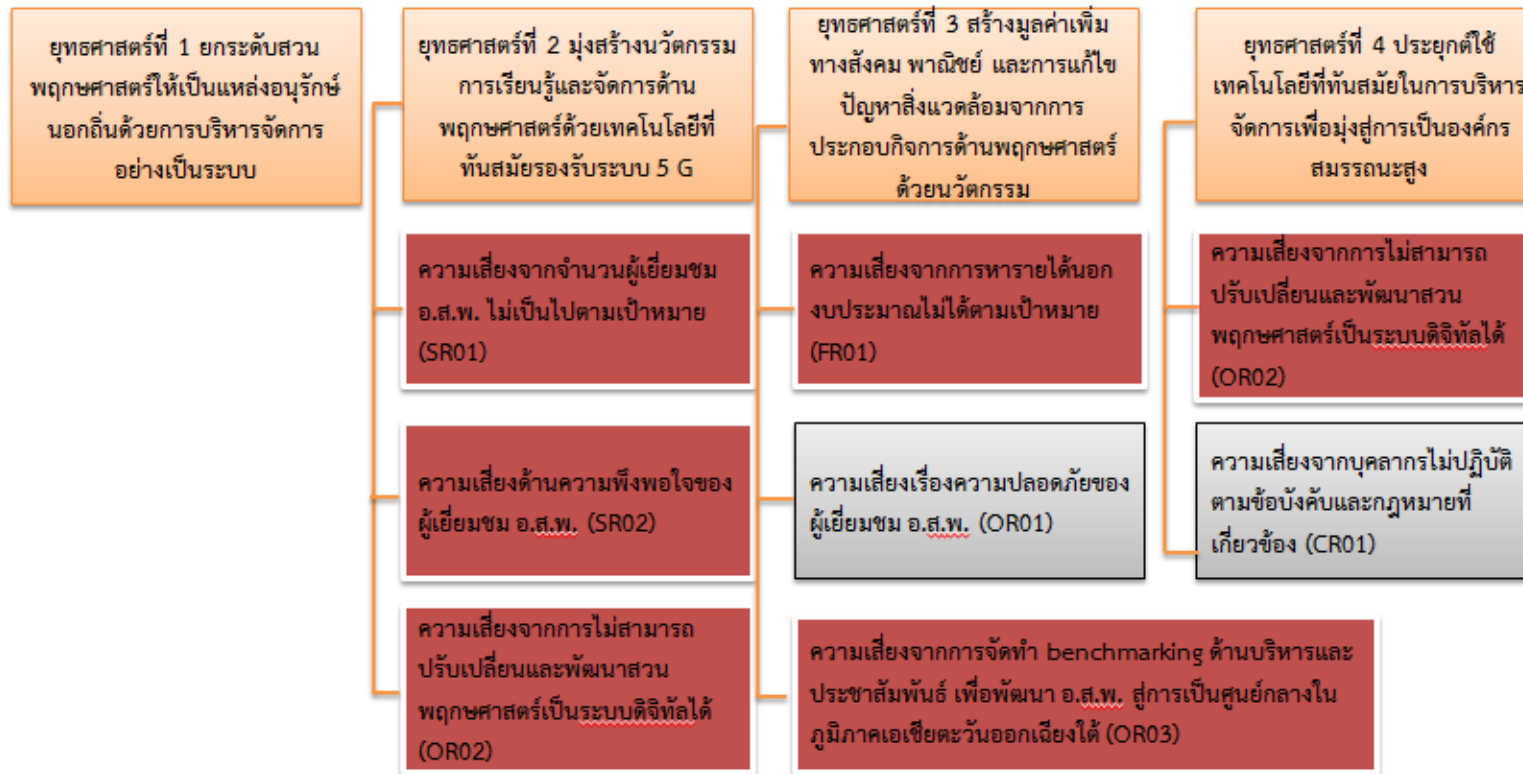 ยุทธศาสตร์ที่ 1 ยกระดับสวน
พฤกษศาสตร์ให้เป็นแหล่งอนุรักษ์
นอกถิ่นด้วยการบริหารจัดการ
อย่างเป็นระบบ
ยุทธศาสตร์ที่ 2 มุ่งสร้างนวัตกรรม
การเรียนรู้และจัดการด้าน
พฤกษศาสตร์ด้วยเทคโนโลยีที่
ทันสมัยรองรับระบบ 5 G
ยุทธศาสตร์ที่ 3 สร้างมูลค่าเพิ่ม
ทางสังคม พาณิชย์ และการแก้ไข
ปัญหาสิ่งแวดล้อมจากการ
ประกอบกิจการด้านพฤกษศาสตร์
ด้วยนวัตกรรม
ยุทธศาสตร์ที่ 4 ประยุกต์ใช้
เทคโนโลยีที่ทันสมัยในการบริหาร
จัดการเพื่อมุ่งสู่การเป็นองค์กร
สมรรถนะสูง
ความเสี่ยงจากจำนวนผู้เยี่ยมชม
อ.ส.พ. ไม่เป็นไปตามเป้าหมาย
(SR01)
ความเสี่ยงจากการหารายได้นอก
งบประมาณไม่ได้ตามเป้าหมาย
(FR01)
ความเสี่ยงจากการไม่สามารถ
ปรับเปลี่ยนและพัฒนาสวน
พฤกษศาสตร์เป็นระบบดิจิทัลได้
(OR02)
ความเสี่ยงด้านความพึงพอใจของ
ผู้เยี่ยมชม อ.ส.พ. (SR02)
ความเสี่ยงเรื่องความปลอดภัยของ
ผู้เยี่ยมชม อ.ส.พ. (OR01)
ความเสี่ยงจากบุคลากรไม่ปฏิบัติ
ตามข้อบังคับและกฎหมายที่
เกี่ยวข้อง (CR01)
ความเสี่ยงจากการไม่สามารถ
ปรับเปลี่ยนและพัฒนาสวน
พฤกษศาสตร์เป็นระบบดิจิทัลได้
(OR02)
ความเสี่ยงจากการจัดทำ benchmarking ด้านบริหารและ
ประชาสัมพันธ์ เพื่อพัฒนา อ.ส.พ. สู่การเป็นศูนย์กลางใน
ภูมิภาคเอเชียตะวันออกเฉียงใต้ (OR03)